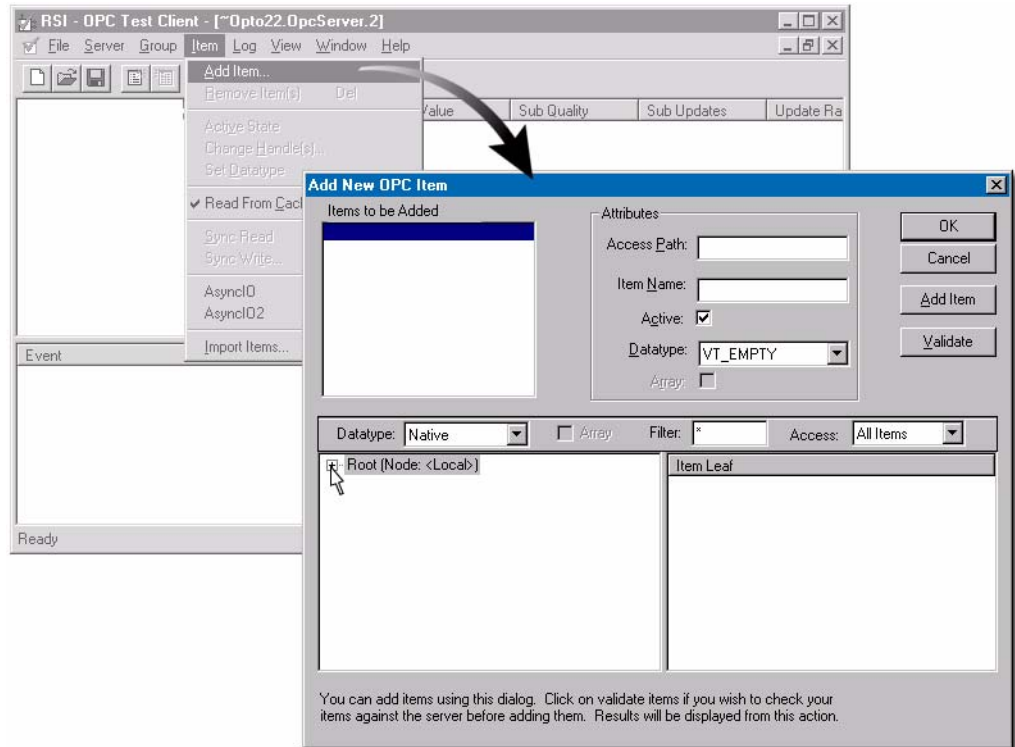 RSI - OPC Test Client - [~Opto22.OpcServer.2]
File Server Group Item Log View Window Help
Add Item...
Remove Item(s) Del
Active State
Change Handle(s)...
Set Datatype
Read From
Sync Read
Sync Write...
AsyncIO
AsyncIO2
Import Items...
Sub Quality
Sub Updates
Event
Ready
Add New OPC Item
Items to be Added
Attributes
Access Path:
Item Name:
Active:
Datatype: VT_EMPTY
Array:
OK
Cancel
Add Item
Validate
Datatype: Native
Array
Filter: *
Access: All Items
Root (Node: <Local>)
Item Leaf
You can add items using this dialog. Click on validate items if you wish to check your
items against the server before adding them. Results will be displayed from this action.